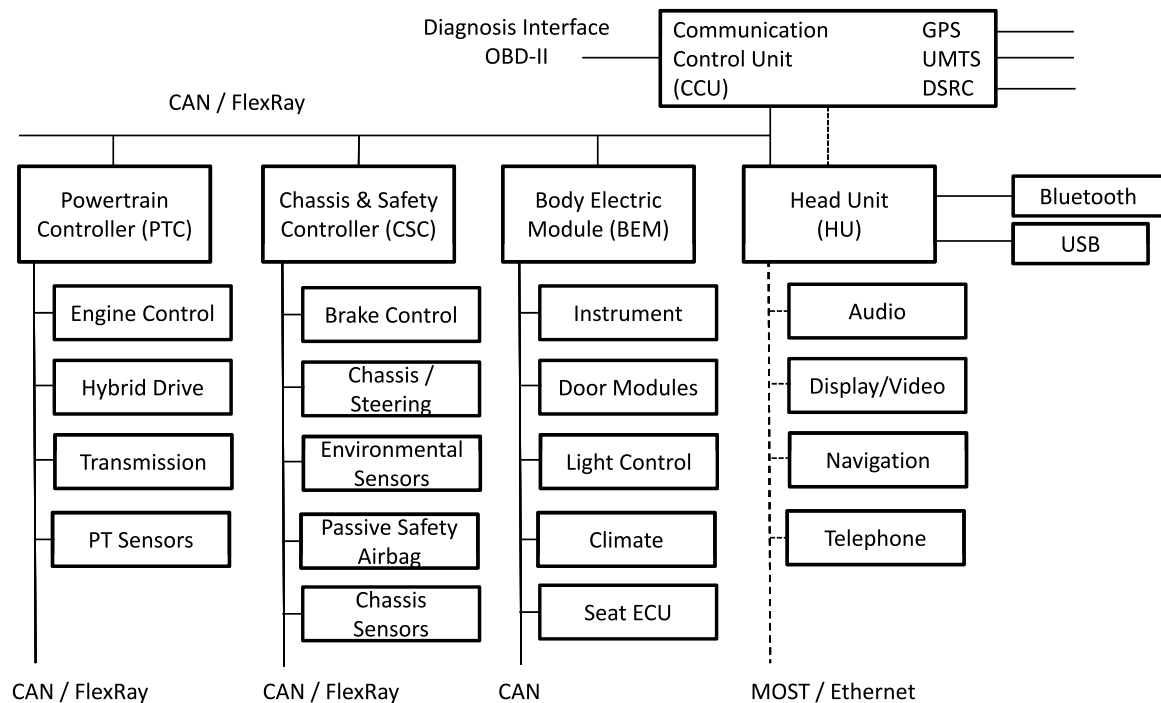 Diagnosis Interface
OBD-II
Communication
Control Unit
(CCU)
GPS
UMTS
DSRC
CAN / FlexRay
Powertrain
Controller (PTC)
Chassis & Safety
Controller (CSC)
Body Electric
Module (BEM)
Head Unit
(HU)
Bluetooth
USB
Engine Control
Hybrid Drive
Transmission
PT Sensors
CAN / FlexRay
Brake Control
Chassis /
Steering
Environmental
Sensors
Passive Safety
Airbag
Chassis
Sensors
CAN / FlexRay
Instrument
Door Modules
Light Control
Climate
Seat ECU
CAN
Audio
Display/Video
Navigation
Telephone
MOST / Ethernet